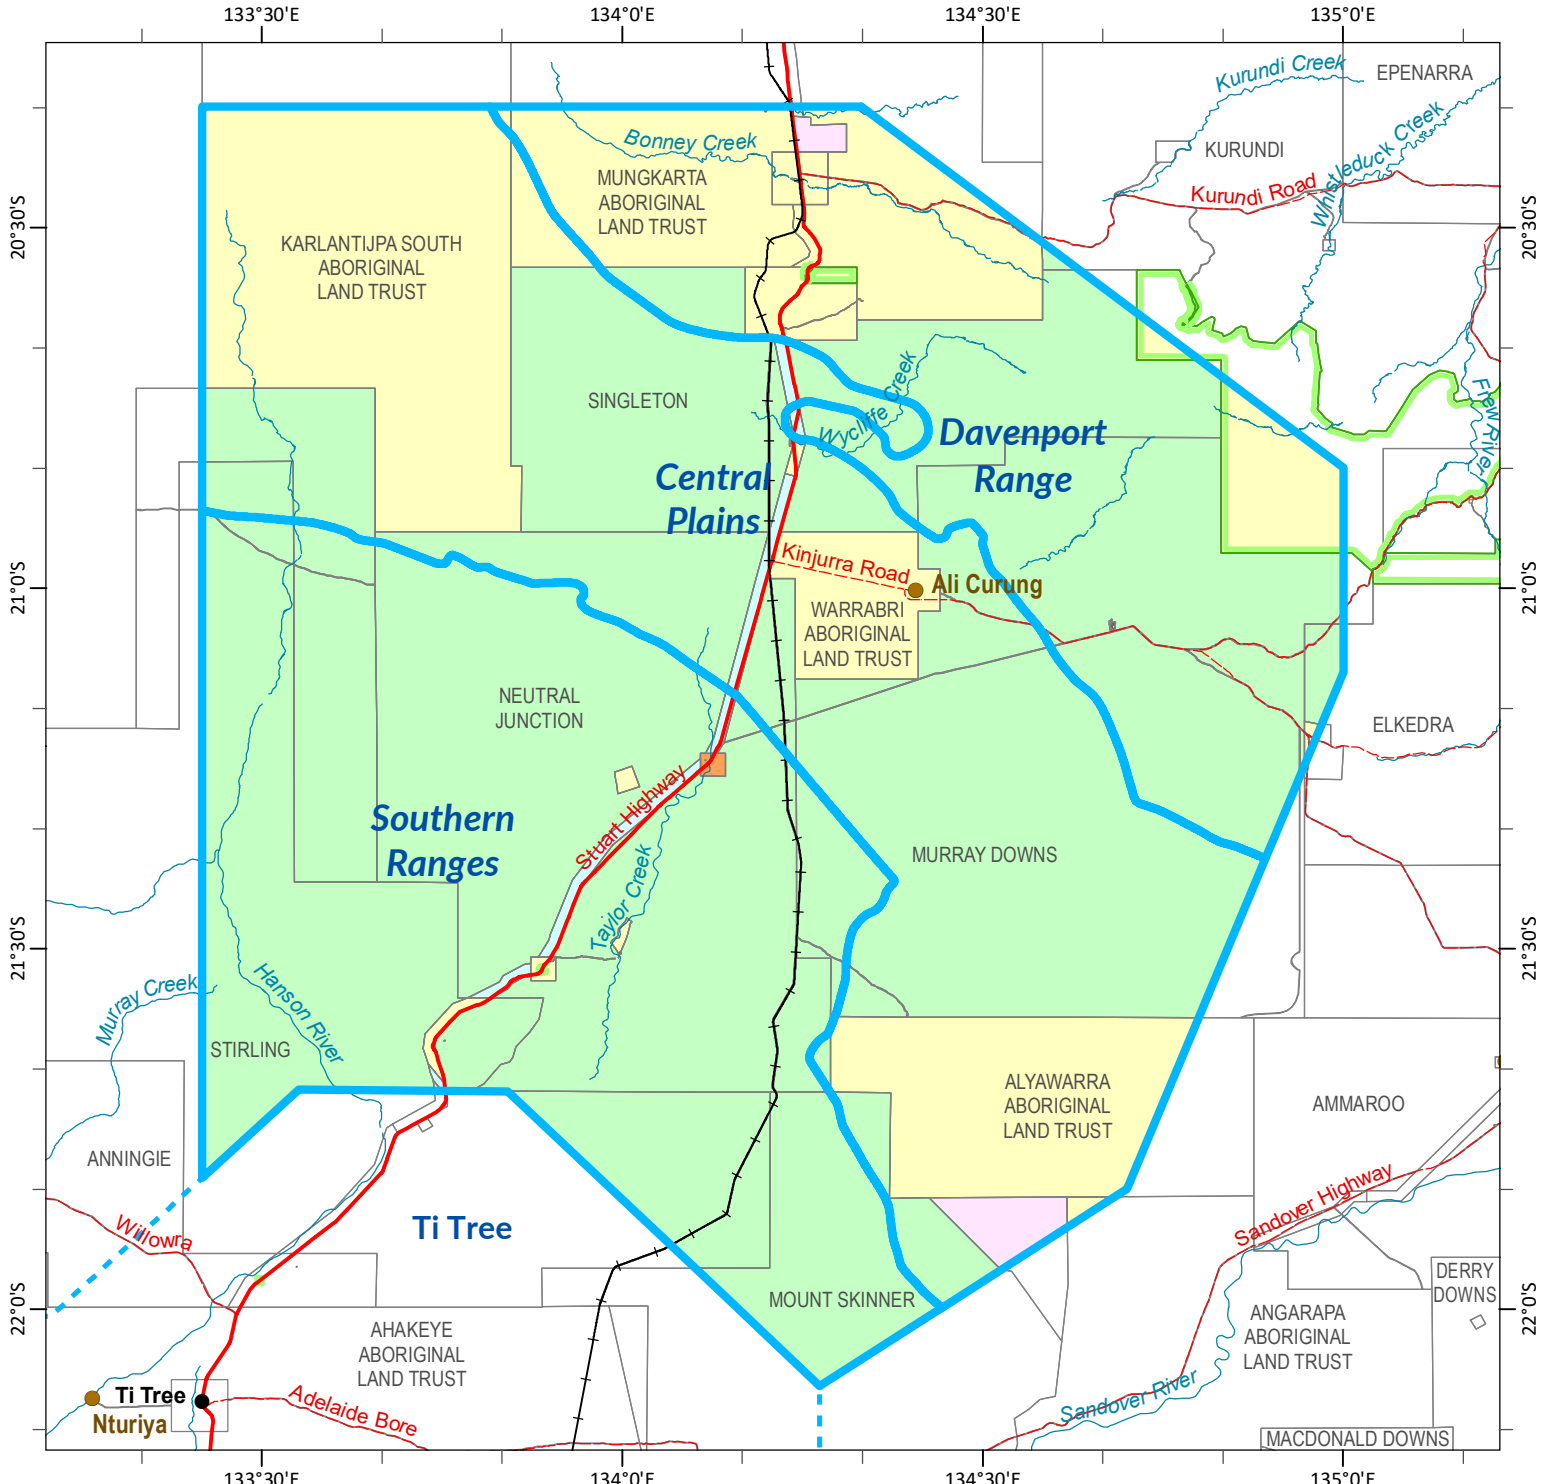 133°30'E
134°0'E
134°30'E
135°0'E
Kurundi Creek
EPENARRA
Bonney Creek
KURUNDI
Whistleduck Creek
MUNGKARTA
ABORIGINAL
LAND TRUST
Kurundi Road
20°30'S
20°30'S
KARLANTIJPA SOUTH
ABORIGINAL
LAND TRUST
SINGLETON
Wycliffe Creek
Frew River
Davenport
Range
Central
Plains
Kinjurra Road
Ali Curung
21°0'S
21°0'S
WARRABRI
ABORIGINAL
LAND TRUST
NEUTRAL
JUNCTION
ELKEDRA
Southern
Ranges
Stuart Highway
MURRAY DOWNS
Taylor Creek
21°30'S
21°30'S
Murray Creek
Hanson River
STIRLING
ALYAWARRA
ABORIGINAL
LAND TRUST
AMMAROO
ANNINGIE
Willowra
Ti Tree
Sandover Highway
DERRY
DOWNS
22°0'S
22°0'S
MOUNT SKINNER
ANGARAPA
ABORIGINAL
LAND TRUST
AHAKEYE
ABORIGINAL
LAND TRUST
Ti Tree
Nturiya
Adelaide Bore
Sandover River
MACDONALD DOWNS
133°30'E
134°0'E
134°30'E
135°0'E